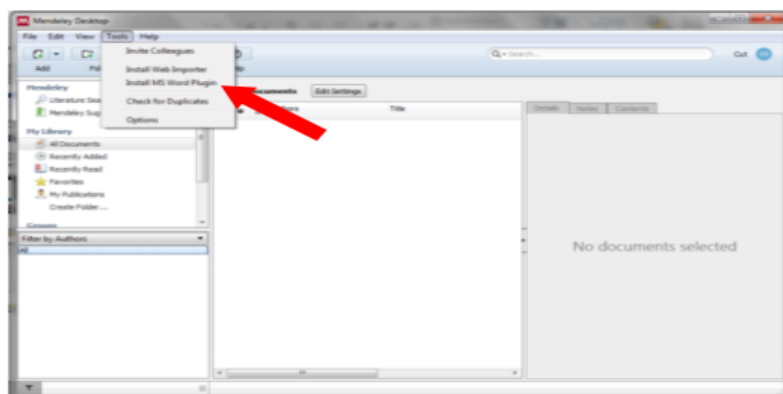 Mendeley Desktop
File Edit View Tools Help
Invite Colleagues
Install Web Importer
Install MS Word Plugin
Check for Duplicates
Options
Add
Search...
Mendeley
Literature Sea
Mendeley Sug
My Library
All Documents
Recently Added
Recently Read
Favorites
My Publications
Create Folder...
Groups
Filter by Authors
All
Edit Settings
Title
Details Notes Contents
No documents selected